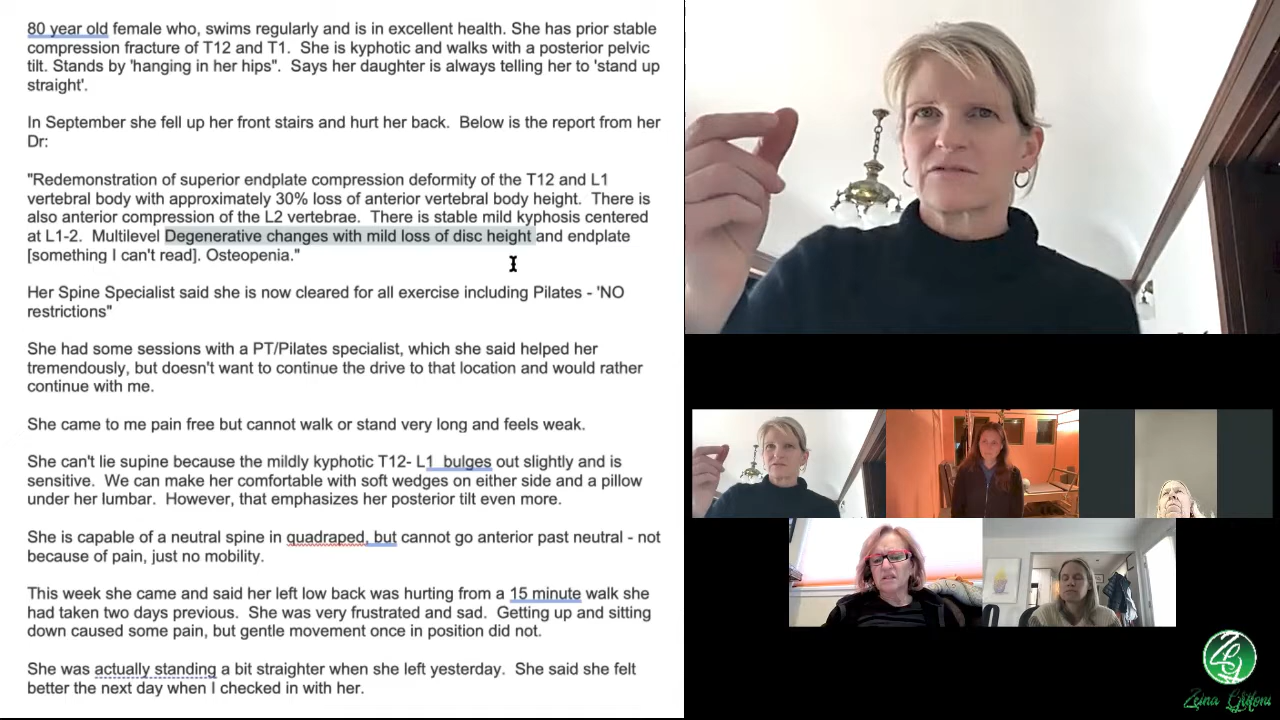 80 year old female who, swims regularly and is in excellent health. She has prior stable
compression fracture of T12 and T1.  She is kyphotic and walks with a posterior pelvic
tilt. Stands by 'hanging in her hips".  Says her daughter is always telling her to 'stand up
straight'.
In September she fell up her front stairs and hurt her back.  Below is the report from her
Dr:
"Redemonstration of superior endplate compression deformity of the T12 and L1
vertebral body with approximately 30% loss of anterior vertebral body height.  There is
also anterior compression of the L2 vertebrae.  There is stable mild kyphosis centered
at L1-2.  Multilevel Degenerative changes with mild loss of disc height and endplate
[something I can't read]. Osteopenia."
Her Spine Specialist said she is now cleared for all exercise including Pilates - 'NO
restrictions"
She had some sessions with a PT/Pilates specialist, which she said helped her
tremendously, but doesn't want to continue the drive to that location and would rather
continue with me.
She came to me pain free but cannot walk or stand very long and feels weak.
She can't lie supine because the mildly kyphotic T12- L1  bulges out slightly and is
sensitive.  We can make her comfortable with soft wedges on either side and a pillow
under her lumbar.  However, that emphasizes her posterior tilt even more.
She is capable of a neutral spine in quadraped, but cannot go anterior past neutral - not
because of pain, just no mobility.
This week she came and said her left low back was hurting from a 15 minute walk she
had taken two days previous.  She was very frustrated and sad.  Getting up and sitting
down caused some pain, but gentle movement once in position did not.
She was actually standing a bit straighter when she left yesterday.  She said she felt
better the next day when I checked in with her.
Zeina Grifoni